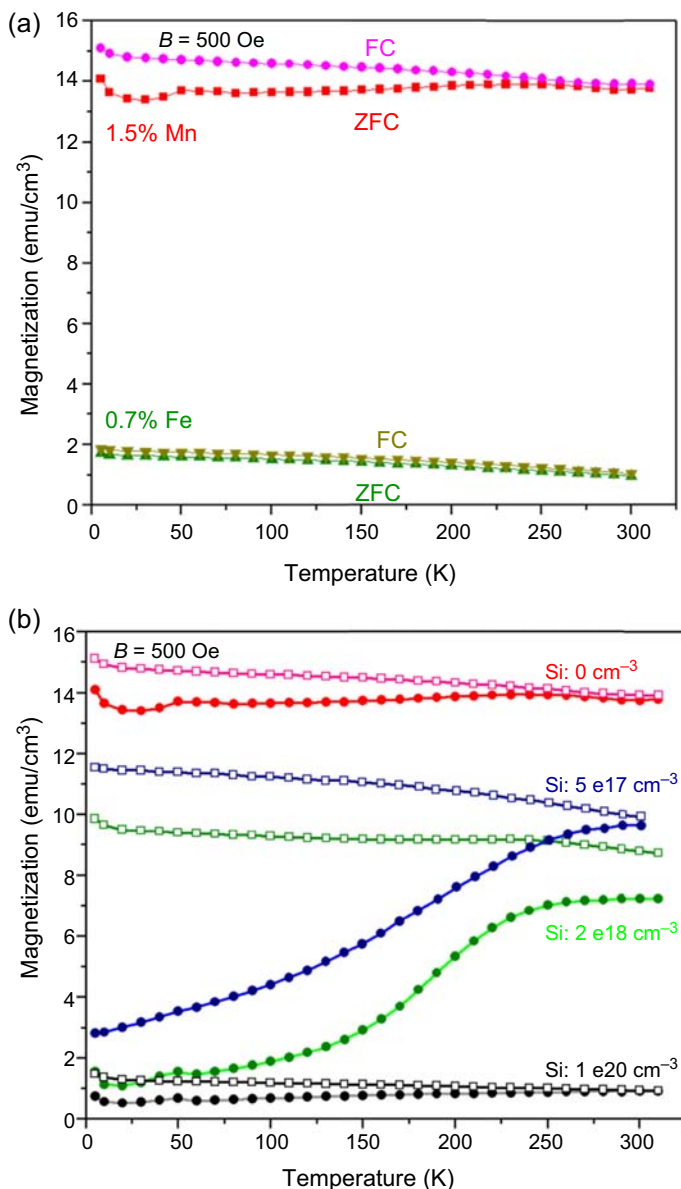 (a)
16
B = 500 Oe
FC
14
1.5% Mn
ZFC
12
10
8
6
4
0.7% Fe
FC
2
ZFC
0
0 50 100 150 200 250 300
Magnetization (emu/cm³)
Temperature (K)
(b)
16
B = 500 Oe
Si: 0 cm⁻³
14
12
Si: 5 e17 cm⁻³
10
8
6
Si: 2 e18 cm⁻³
4
2
Si: 1 e20 cm⁻³
0
0 50 100 150 200 250 300
Magnetization (emu/cm³)
Temperature (K)